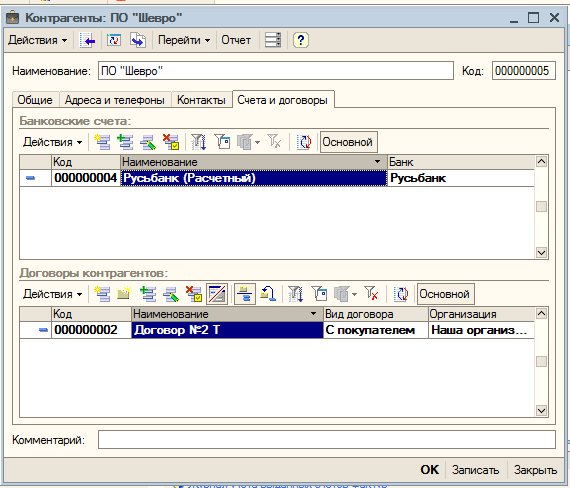 Контрагенты: ПО "Шевро"
Действия Перейти Отчет ?
Наименование: ПО "Шевро" Код: 000000005
Общие Адреса и телефоны Контакты Счета и договоры
Банковские счета:
Действия Основной
Код Наименование Банк
000000004 Русьбанк (Расчетный) Русьбанк
Договоры контрагентов:
Действия Основной
Код Наименование Вид договора Организация
000000002 Договор №2 Т С покупателем Наша организ...
Комментарий:
OK Записать Закрыть